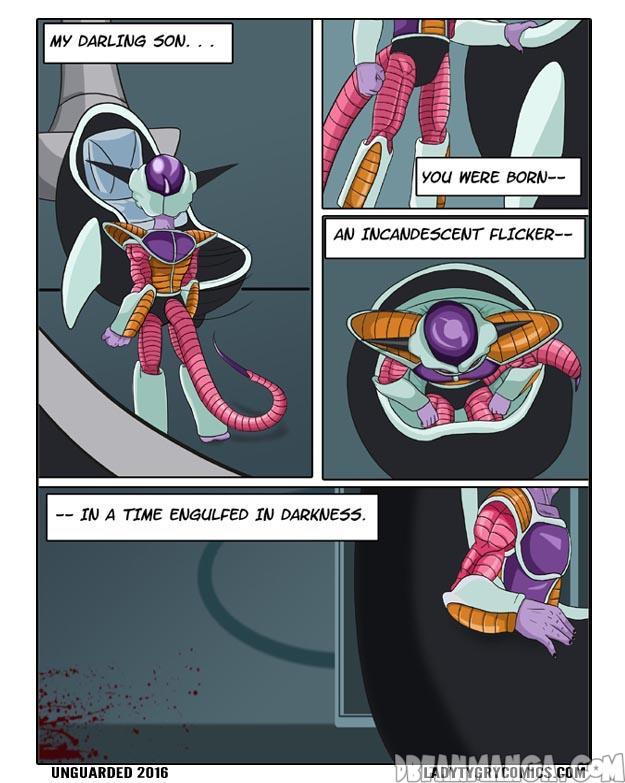 MY DARLING SON. . .
YOU WERE BORN--
AN INCANDESCENT FLICKER--
-- IN A TIME ENGULFED IN DARKNESS.
UNGUARDED 2016
LADYTYGRYCOMICS.COM
DBFANMANGA.COM